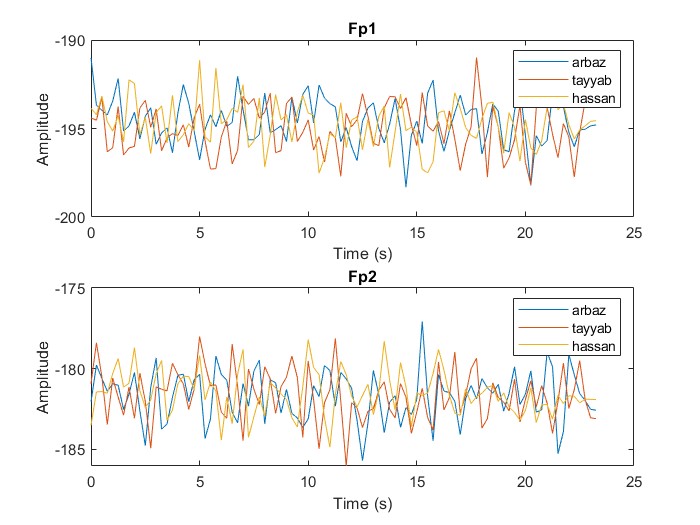 Fp1
-190
-195
-200
Amplitude
arbaz
tayyab
hassan
0 5 10 15 20 25
Time (s)
Fp2
-175
-180
-185
Amplitude
arbaz
tayyab
hassan
0 5 10 15 20 25
Time (s)